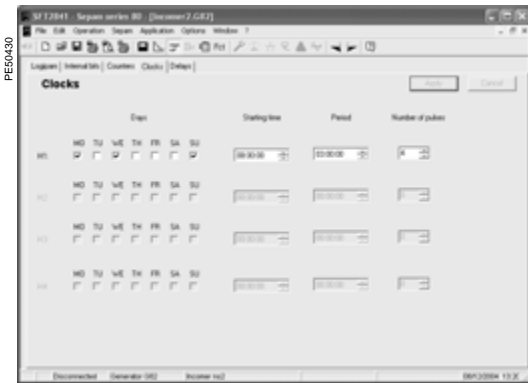 PE50430
SFT2841 - Sepam series 80 - [Incomer2.G82]
File Edit Operation Sepam Application Options Window ?
Logipam Internal bits Counters Clocks Delays
Clocks
Apply Cancel
Days Starting time Period Number of pulses
MO TU WE TH FR SA SU
H1: 08:00:00 03:00:00 4
MO TU WE TH FR SA SU
H2
MO TU WE TH FR SA SU
H3
MO TU WE TH FR SA SU
H4
Disconnected Generator G82 Incomer no2